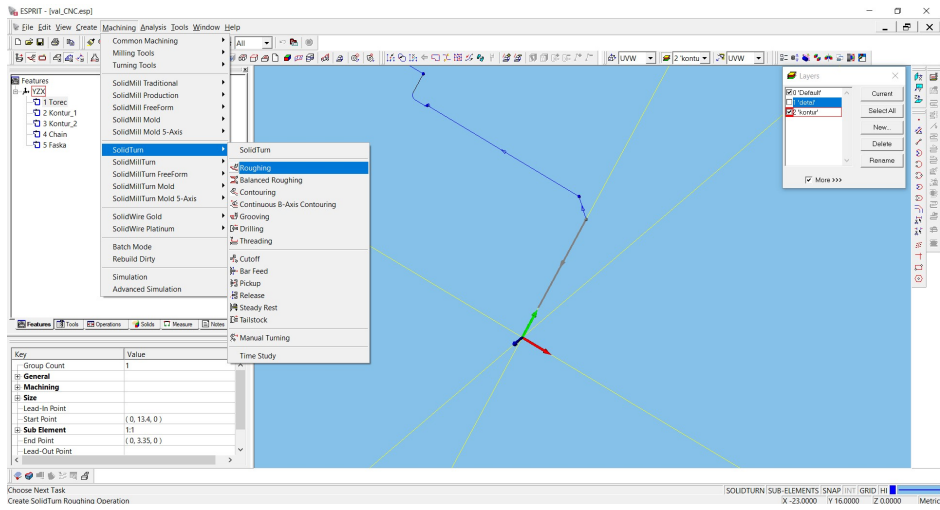 ESPRIT - [val_CNC.esp]
File Edit View Create Machining Analysis Tools Window Help
All
UVW 2 'kontu UVW
Common Machining
Milling Tools
Turning Tools
SolidMill Traditional
SolidMill Production
SolidMill FreeForm
SolidMill Mold
SolidMill Mold 5-Axis
SolidTurn
SolidMillTurn
SolidMillTurn FreeForm
SolidMillTurn Mold
SolidMillTurn Mold 5-Axis
SolidWire Gold
SolidWire Platinum
Batch Mode
Rebuild Dirty
Simulation
Advanced Simulation
SolidTurn
Roughing
Balanced Roughing
Contouring
Continuous B-Axis Contouring
Grooving
Drilling
Threading
Cutoff
Bar Feed
Pickup
Release
Steady Rest
Tailstock
Manual Turning
Time Study
Features
YZX
1 Torec
2 Kontur_1
3 Kontur_2
4 Chain
5 Faska
Features Tools Operations Solids Measure Notes
Key Value
Group Count 1
General
Machining
Size
Lead-In Point
Start Point ( 0, 13.4, 0 )
Sub Element 1:1
End Point ( 0, 3.35, 0 )
Lead-Out Point
Layers
0 'Default'
1 'detal'
2 'kontur'
Current
Select All
New...
Delete
Rename
More >>>
Choose Next Task SOLIDTURN SUB-ELEMENTS SNAP INT GRID HI
Create SolidTurn Roughing Operation X -23.0000 Y 16.0000 Z 0.0000 Metric